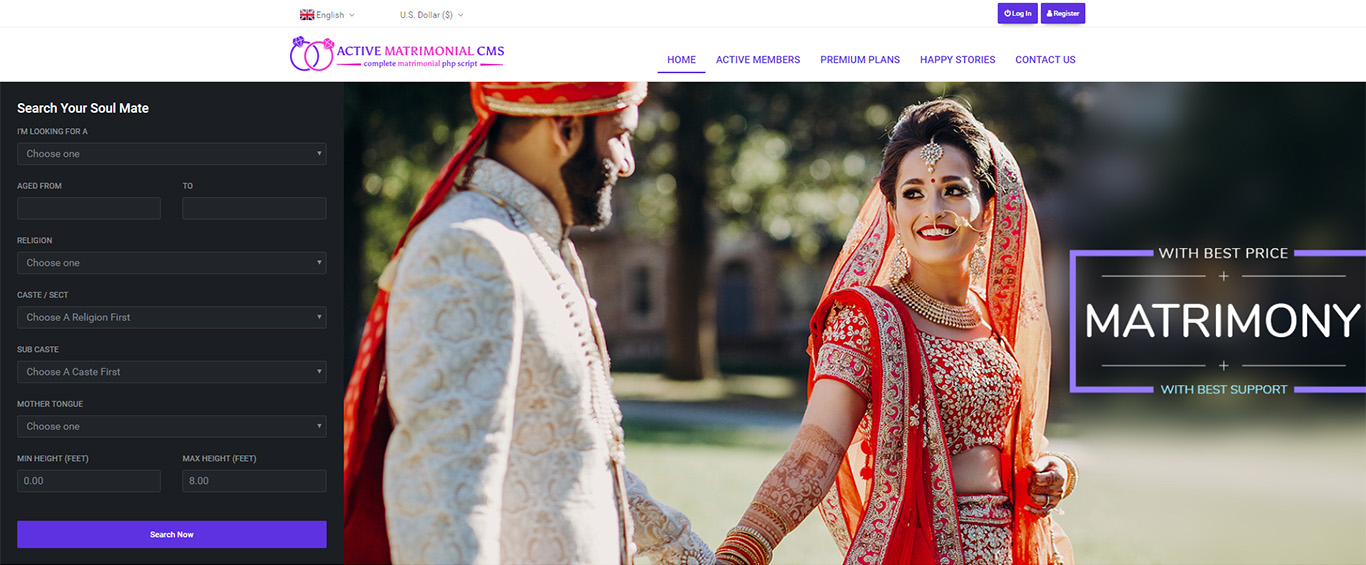 English
U.S. Dollar ($)
Log In
Register
ACTIVE MATRIMONIAL CMS
complete matrimonial php script
HOME
ACTIVE MEMBERS
PREMIUM PLANS
HAPPY STORIES
CONTACT US
Search Your Soul Mate
I'M LOOKING FOR A
Choose one
AGED FROM
TO
RELIGION
Choose one
CASTE / SECT
Choose A Religion First
SUB CASTE
Choose A Caste First
MOTHER TONGUE
Choose one
MIN HEIGHT (FEET)
MAX HEIGHT (FEET)
0.00
8.00
Search Now
WITH BEST PRICE
MATRIMONY
WITH BEST SUPPORT